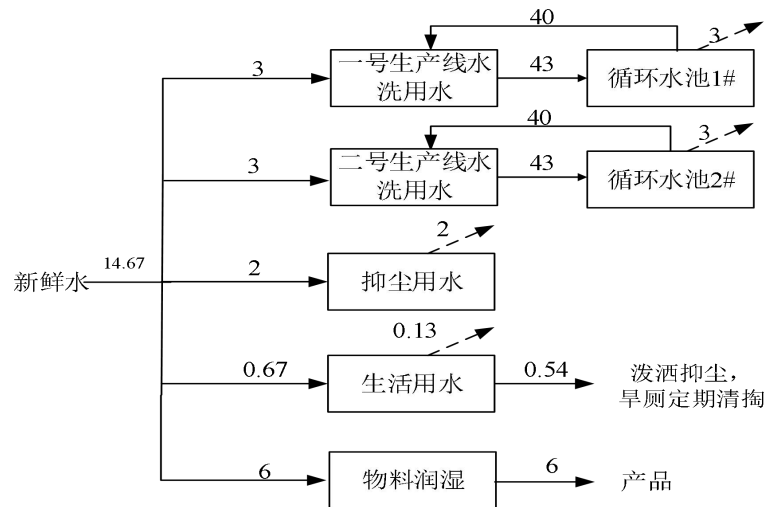 40
3
3
一号生产线水
洗用水
43
循环水池1#
40
3
3
二号生产线水
洗用水
43
循环水池2#
2
新鲜水
14.67
2
抑尘用水
0.13
0.67
生活用水
0.54
泼洒抑尘，
旱厕定期清掏
6
物料润湿
6
产品